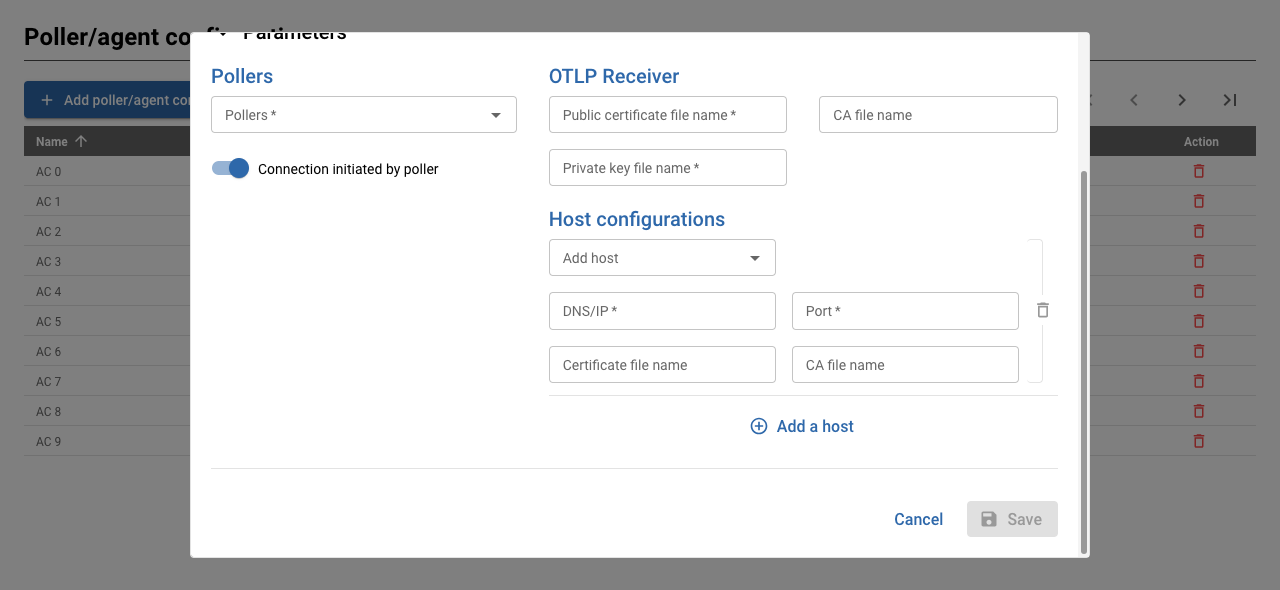 Poller/agent co
Parameters
Add poller/agent co
Name
Action
AC 0
AC 1
AC 2
AC 3
AC 4
AC 5
AC 6
AC 7
AC 8
AC 9
Pollers
Pollers *
Connection initiated by poller
OTLP Receiver
Public certificate file name *
CA file name
Private key file name *
Host configurations
Add host
DNS/IP *
Port *
Certificate file name
CA file name
Add a host
Cancel
Save